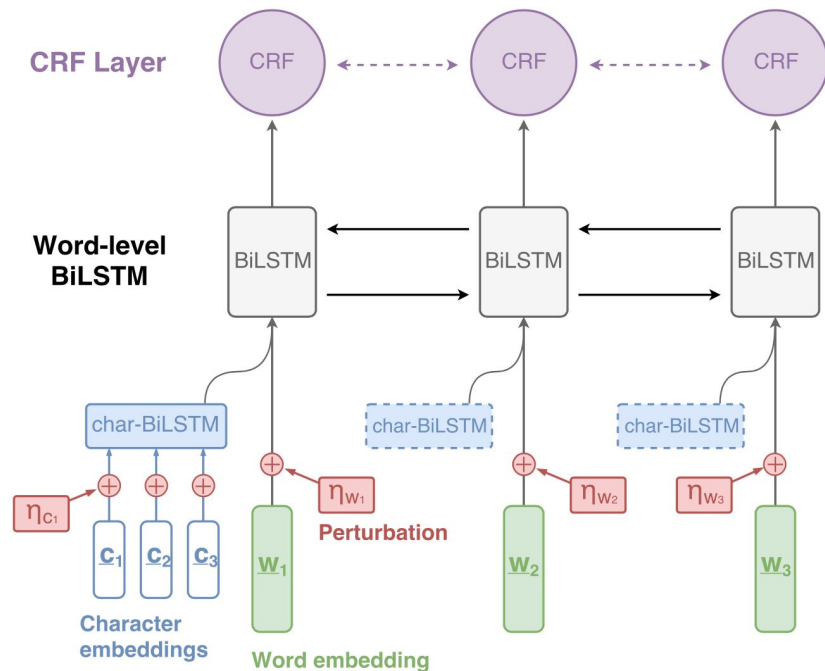 CRF Layer
CRF
CRF
CRF
Word-level
BiLSTM
BiLSTM
BiLSTM
BiLSTM
char-BiLSTM
char-BiLSTM
char-BiLSTM
+
+
+
+
+
+
ηc₁
ηw₁
ηw₂
ηw₃
Perturbation
c₁
c₂
c₃
w₁
w₂
w₃
Character
embeddings
Word embedding